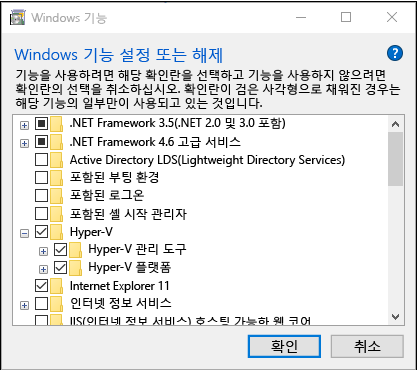 Windows 기능
Windows 기능 설정 또는 해제
기능을 사용하려면 해당 확인란을 선택하고 기능을 사용하지 않으려면
확인란의 선택을 취소하십시오. 확인란이 검은 사각형으로 채워진 경우는
해당 기능의 일부만이 사용되고 있는 것입니다.
.NET Framework 3.5(.NET 2.0 및 3.0 포함)
.NET Framework 4.6 고급 서비스
Active Directory LDS(Lightweight Directory Services)
포함된 부팅 환경
포함된 로그온
포함된 셸 시작 관리자
Hyper-V
Hyper-V 관리 도구
Hyper-V 플랫폼
Internet Explorer 11
인터넷 정보 서비스
IIS(인터넷 정보 서비스) 호스팅 가능한 웹 코어
확인
취소